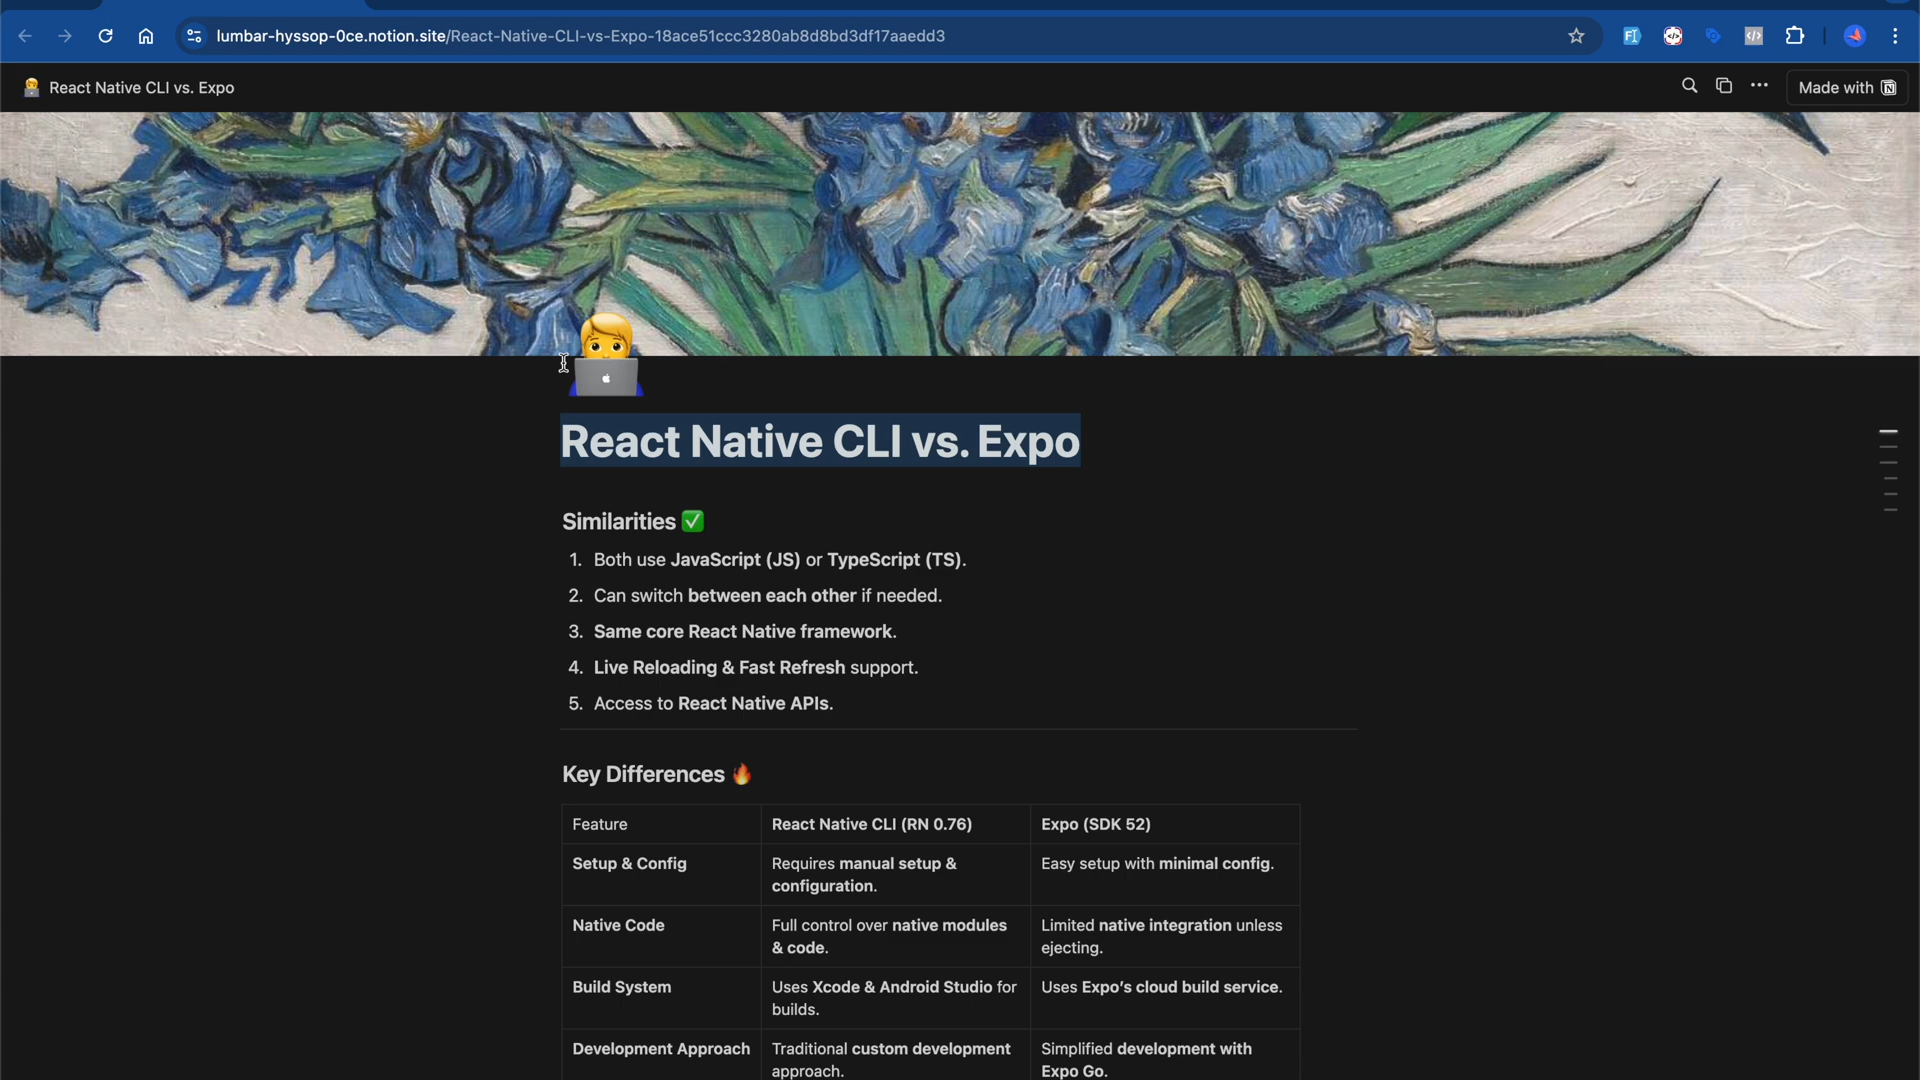 lumbar-hyssop-0ce.notion.site/React-Native-CLI-vs-Expo-18ace51ccc3280ab8d8bd3df17aaedd3
React Native CLI vs. Expo
Made with
React Native CLI vs. Expo
Similarities ✅
1. Both use JavaScript (JS) or TypeScript (TS).
2. Can switch between each other if needed.
3. Same core React Native framework.
4. Live Reloading & Fast Refresh support.
5. Access to React Native APIs.
Key Differences 🔥
Feature
React Native CLI (RN 0.76)
Expo (SDK 52)
Setup & Config
Requires manual setup &
configuration.
Easy setup with minimal config.
Native Code
Full control over native modules
& code.
Limited native integration unless
ejecting.
Build System
Uses Xcode & Android Studio for
builds.
Uses Expo’s cloud build service.
Development Approach
Traditional custom development
approach.
Simplified development with
Expo Go.